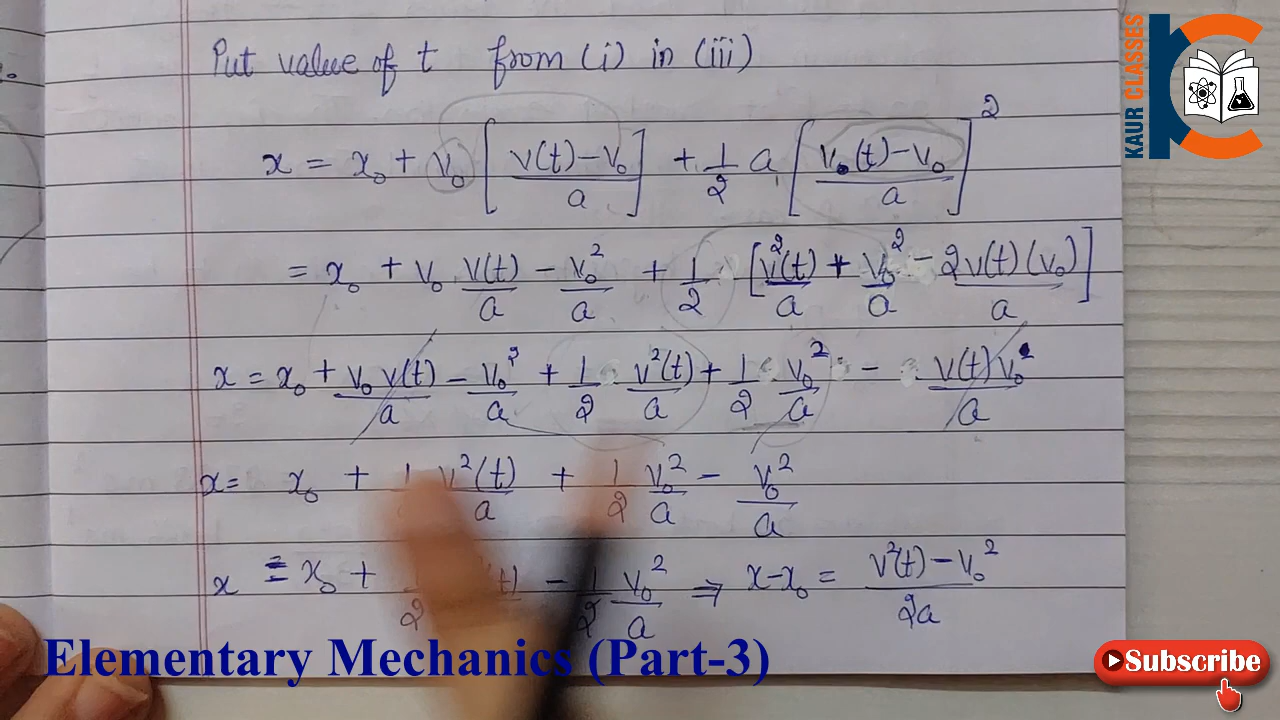 Put value of t from (i) in (iii)
x = x₀ + v₀ [ (v(t) - v₀)/a ] + 1/2 a [ (v₀(t) - v₀)/a ]²
= x₀ + v₀ v(t)/a - v₀²/a + 1/2 [ v²(t)/a + v₀²/a - 2v(t)(v₀)/a ]
x = x₀ + v₀ v(t)/a - v₀²/a + 1/2 v²(t)/a + 1/2 v₀²/a - v(t)v₀/a
x = x₀ + 1 v²(t)/a + 1/2 v₀²/a - v₀²/a
x = x₀ + /2 (t) - 1/2 v₀²/a ⇒ x - x₀ = (v²(t) - v₀²)/2a
KAUR CLASSES
Elementary Mechanics (Part-3)
Subscribe